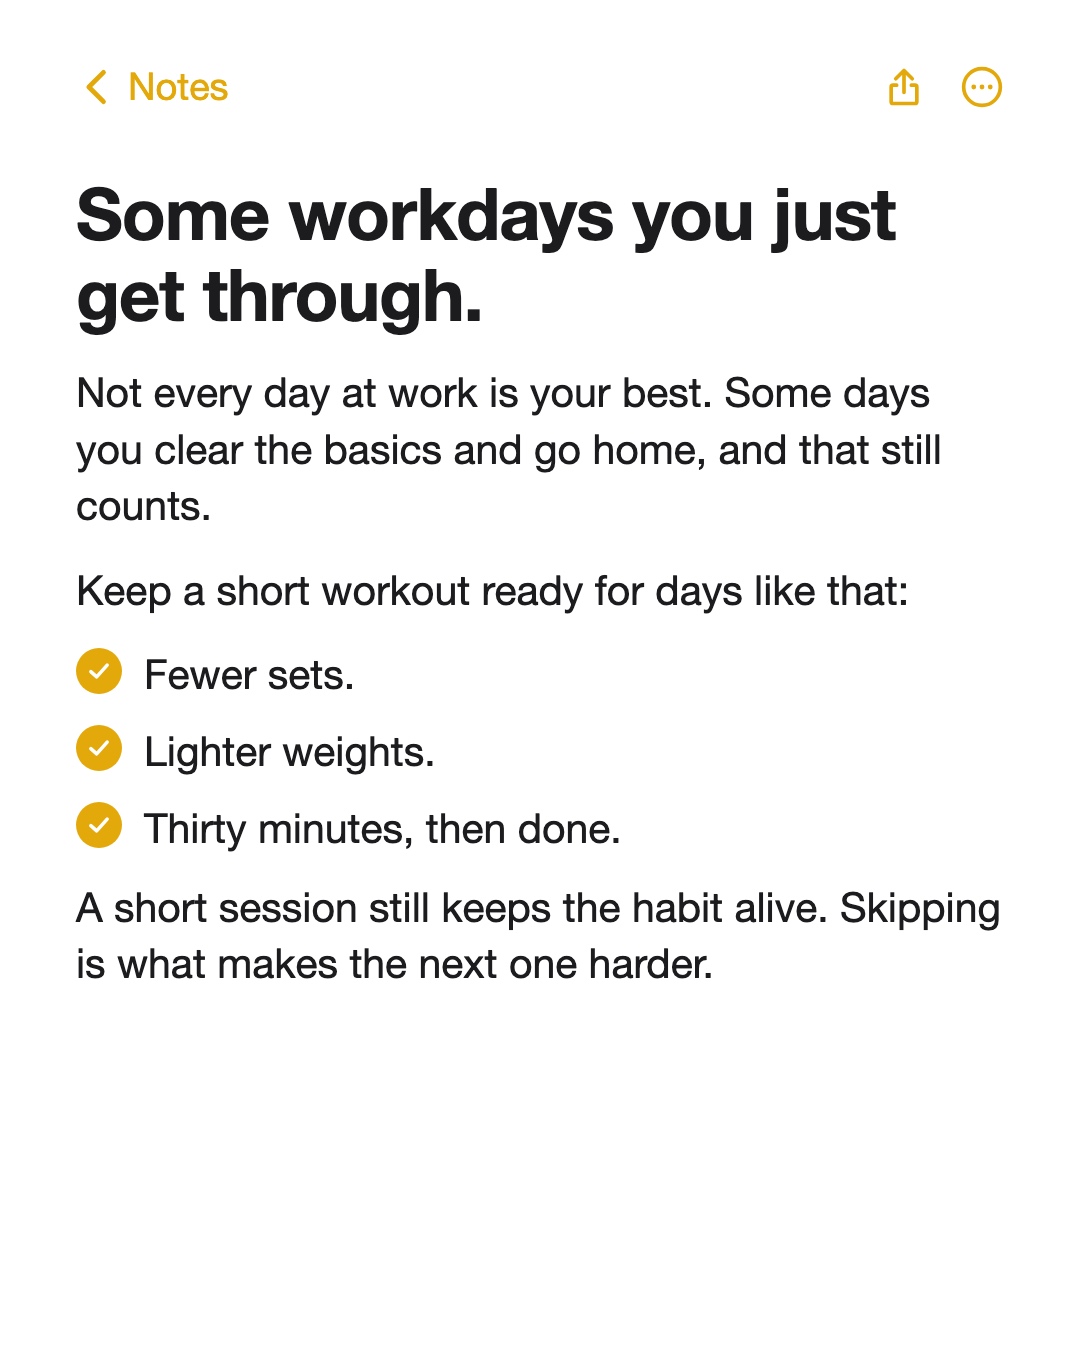 Notes
Some workdays you just
get through.
Not every day at work is your best. Some days
you clear the basics and go home, and that still
counts.
Keep a short workout ready for days like that:
Fewer sets.
Lighter weights.
Thirty minutes, then done.
A short session still keeps the habit alive. Skipping
is what makes the next one harder.